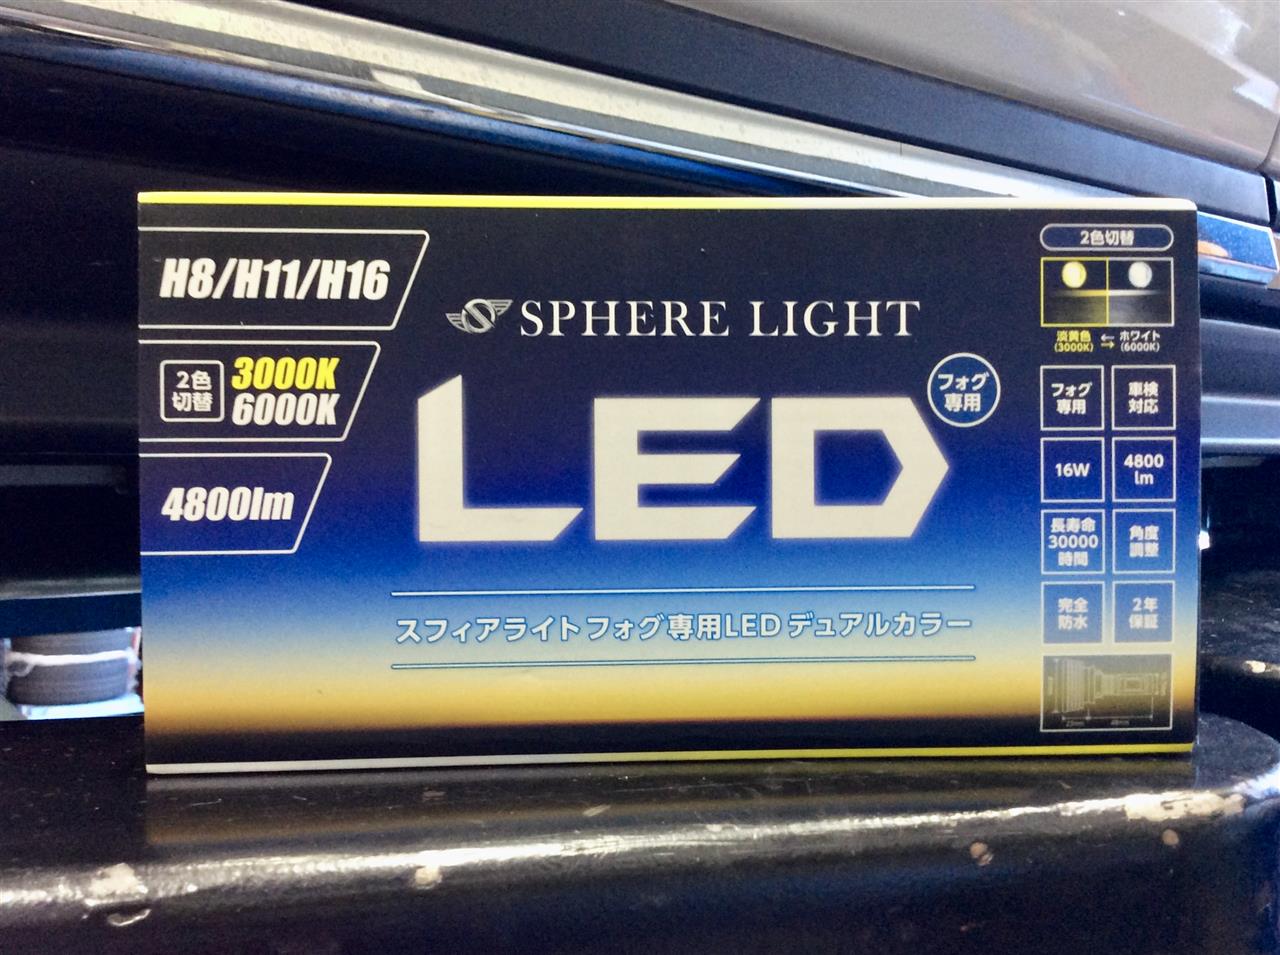 H8/H11/H16
2色
切替
3000K
6000K
4800lm
SPHERE LIGHT
LED
フォグ
専用
スフィアライトフォグ専用LEDデュアルカラー
2色切替
淡黄色
(3000K)
⇆
ホワイト
(6000K)
フォグ
専用
車検
対応
16W
4800
lm
長寿命
30000
時間
角度
調整
完全
防水
2年
保証